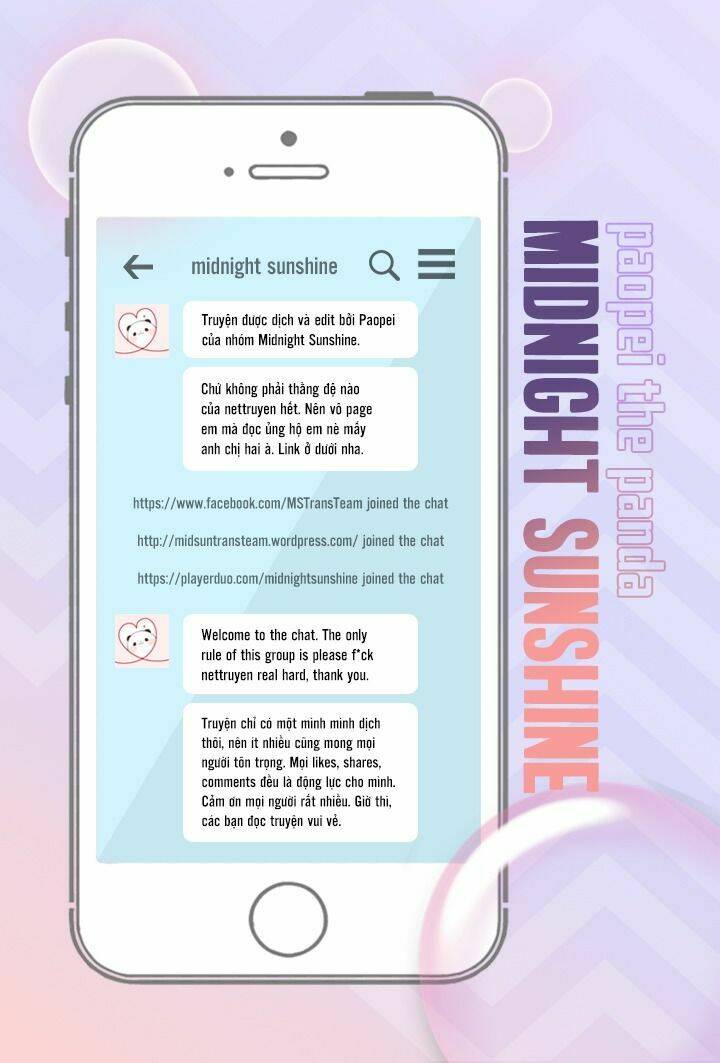 midnight sunshine
Truyện được dịch và edit bởi Paopei
của nhóm Midnight Sunshine.
Chứ không phải thằng đệ nào
của nettruyen hết. Nên vô page
em mà đọc ủng hộ em nè mấy
anh chị hai à. Link ở dưới nha.
https://www.facebook.com/MSTransTeam joined the chat
http://midsuntransteam.wordpress.com/ joined the chat
https://playerduo.com/midnightsunshine joined the chat
Welcome to the chat. The only
rule of this group is please f*ck
nettruyen real hard, thank you.
Truyện chỉ có một mình mình dịch
thôi, nên ít nhiều cũng mong mọi
người tôn trọng. Mọi likes, shares,
comments đều là động lực cho mình.
Cảm ơn mọi người rất nhiều. Giờ thi,
các bạn đọc truyện vui vẻ.
paopei the panda
MIDNIGHT SUNSHINE